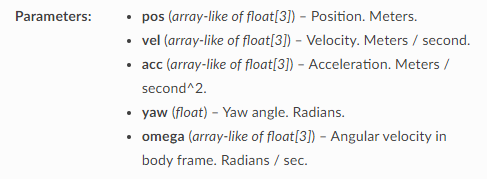 Parameters:
• pos (array-like of float[3]) – Position. Meters.
• vel (array-like of float[3]) – Velocity. Meters / second.
• acc (array-like of float[3]) – Acceleration. Meters /
second^2.
• yaw (float) – Yaw angle. Radians.
• omega (array-like of float[3]) – Angular velocity in
body frame. Radians / sec.